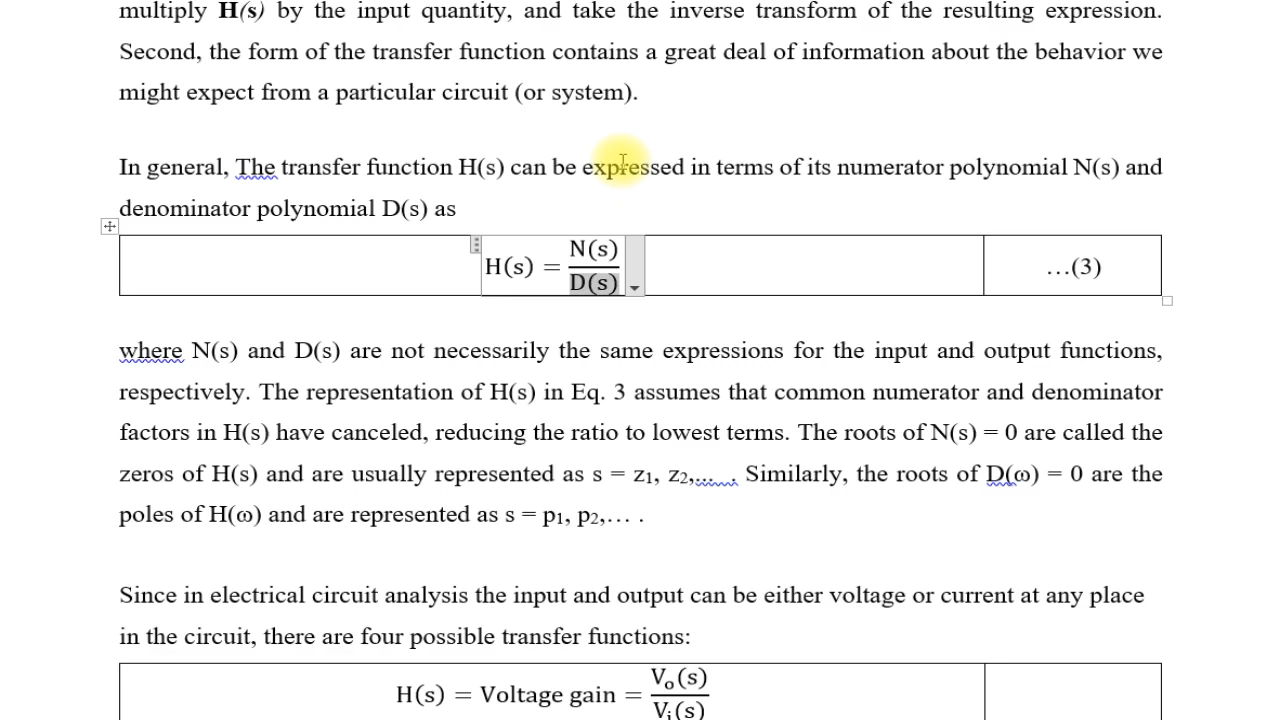 multiply H(s) by the input quantity, and take the inverse transform of the resulting expression.
Second, the form of the transfer function contains a great deal of information about the behavior we
might expect from a particular circuit (or system).
In general, The transfer function H(s) can be expressed in terms of its numerator polynomial N(s) and
denominator polynomial D(s) as
H(s) = N(s)/D(s) ...(3)
where N(s) and D(s) are not necessarily the same expressions for the input and output functions,
respectively. The representation of H(s) in Eq. 3 assumes that common numerator and denominator
factors in H(s) have canceled, reducing the ratio to lowest terms. The roots of N(s) = 0 are called the
zeros of H(s) and are usually represented as s = z1, z2,... . Similarly, the roots of D(ω) = 0 are the
poles of H(ω) and are represented as s = p1, p2,... .
Since in electrical circuit analysis the input and output can be either voltage or current at any place
in the circuit, there are four possible transfer functions:
H(s) = Voltage gain = Vo(s)/Vi(s)